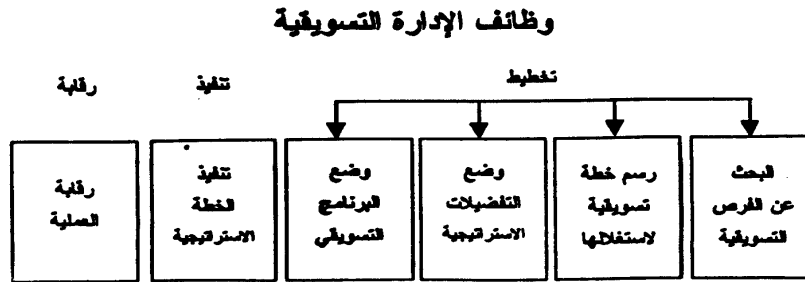 وظائف الإدارة التسويقية
تخطيط
تنفيذ
رقابة
البحث
عن الفرص
التسويقية
رسم خطة
تسويقية
لاستغلالها
وضع
التفضيلات
الاستراتيجية
وضع
البرنامج
التسويقي
تنفيذ
الخطة
الاستراتيجية
رقابة
العملية